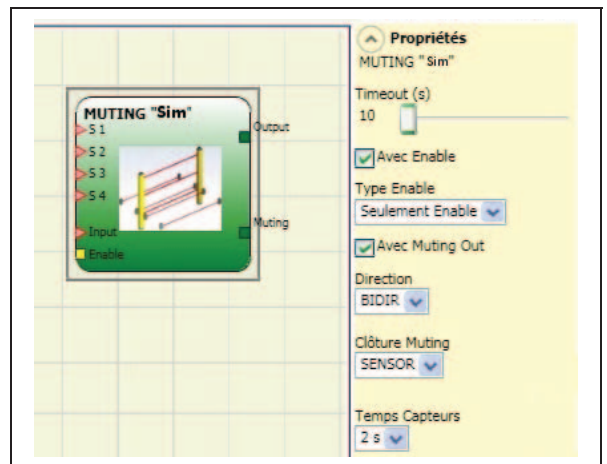 MUTING "Sim"
S 1
S 2
S 3
S 4
Input
Enable
Output
Muting
Propriétés
MUTING "Sim"
Timeout (s)
10
Avec Enable
Type Enable
Seulement Enable
Avec Muting Out
Direction
BIDIR
Clôture Muting
SENSOR
Temps Capteurs
2 s